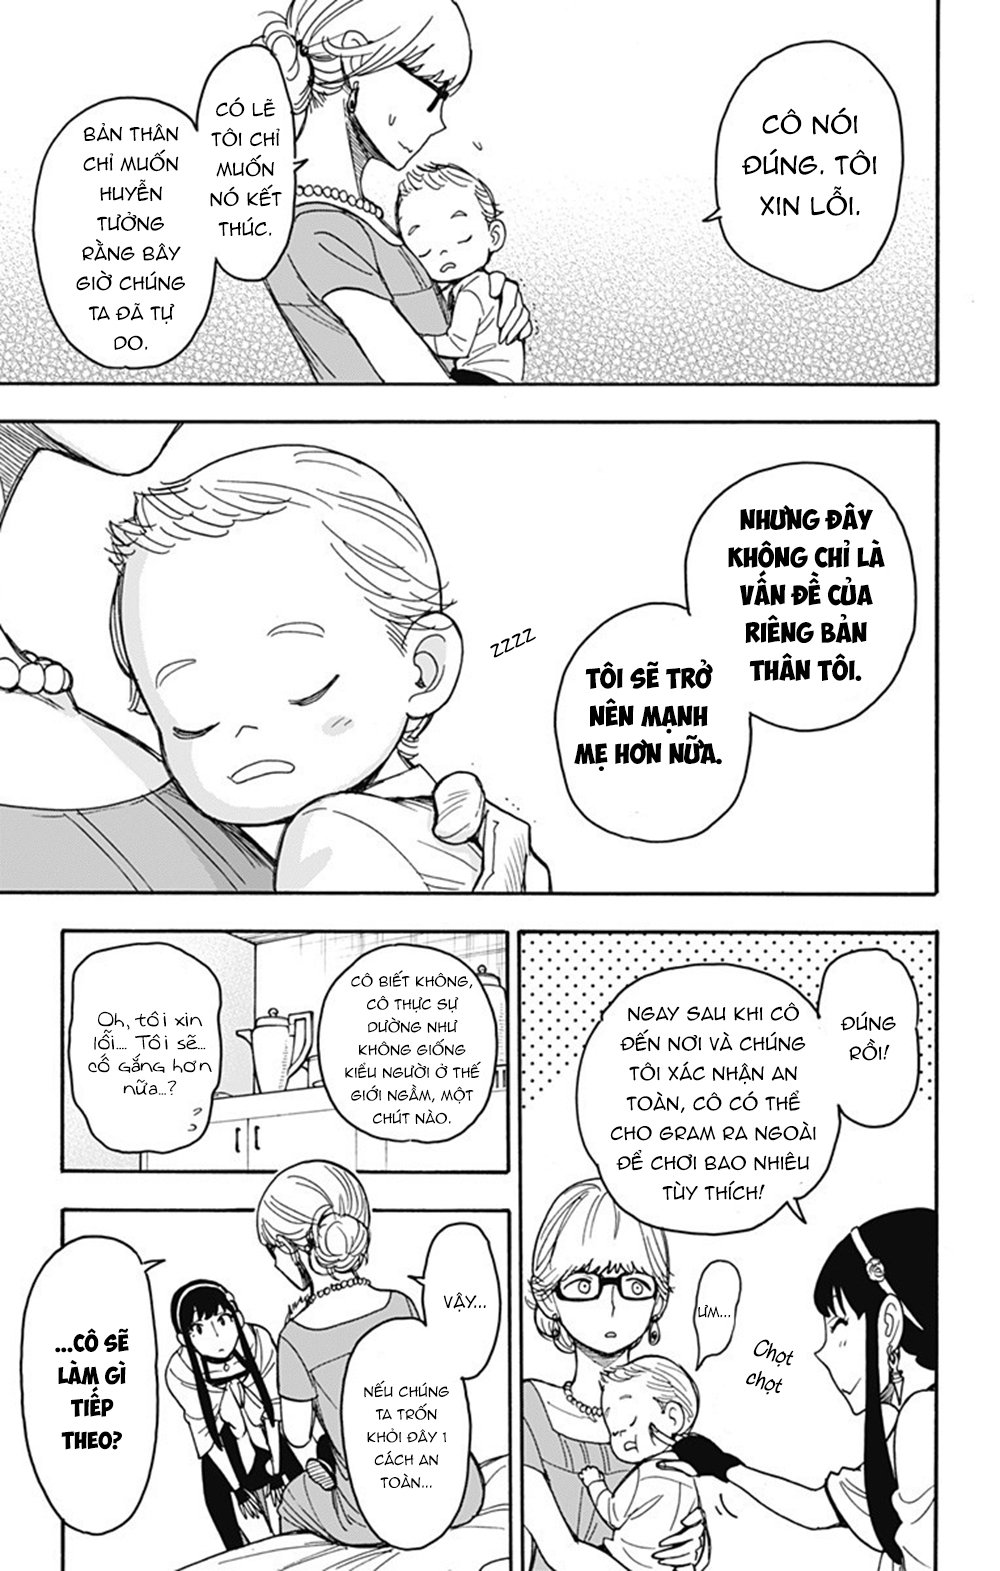 CÔ NÓI
ĐÚNG. TÔI
XIN LỖI.
CÓ LẼ
TÔI CHỈ
MUỐN
NÓ KẾT
THÚC.
BẢN THÂN
CHỈ MUỐN
HUYỄN
TƯỞNG
RẰNG BÂY
GIỜ CHÚNG
TA ĐÃ TỰ
DO.
NHƯNG ĐÂY
KHÔNG CHỈ LÀ
VẤN ĐỀ CỦA
RIÊNG BẢN
THÂN TÔI.
TÔI SẼ TRỞ
NÊN MẠNH
MẸ HƠN NỮA.
ZZZZ
ĐÚNG
RỒI!
NGAY SAU KHI CÔ
ĐẾN NƠI VÀ CHÚNG
TÔI XÁC NHẬN AN
TOÀN, CÔ CÓ THỂ
CHO GRAM RA NGOÀI
ĐỂ CHƠI BAO NHIÊU
TÙY THÍCH!
ƯM...
Chọt
chọt
CÔ BIẾT KHÔNG,
CÔ THỰC SỰ
DƯỜNG NHƯ
KHÔNG GIỐNG
KIỂU NGƯỜI Ở THẾ
GIỚI NGẦM, MỘT
CHÚT NÀO.
Oh, tôi xin
lỗi.... Tôi sẽ...
cố gắng hơn
nữa...?
VẬY...
NẾU CHÚNG
TA TRỐN
KHỎI ĐÂY 1
CÁCH AN
TOÀN...
...CÔ SẼ
LÀM GÌ
TIẾP
THEO?